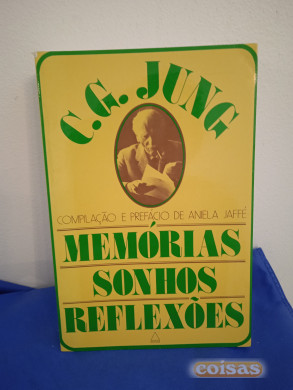 C.G. JUNG
COMPILAÇÃO E PREFÁCIO DE ANIELA JAFFÉ
MEMÓRIAS
SONHOS
REFLEXÕES
coisas